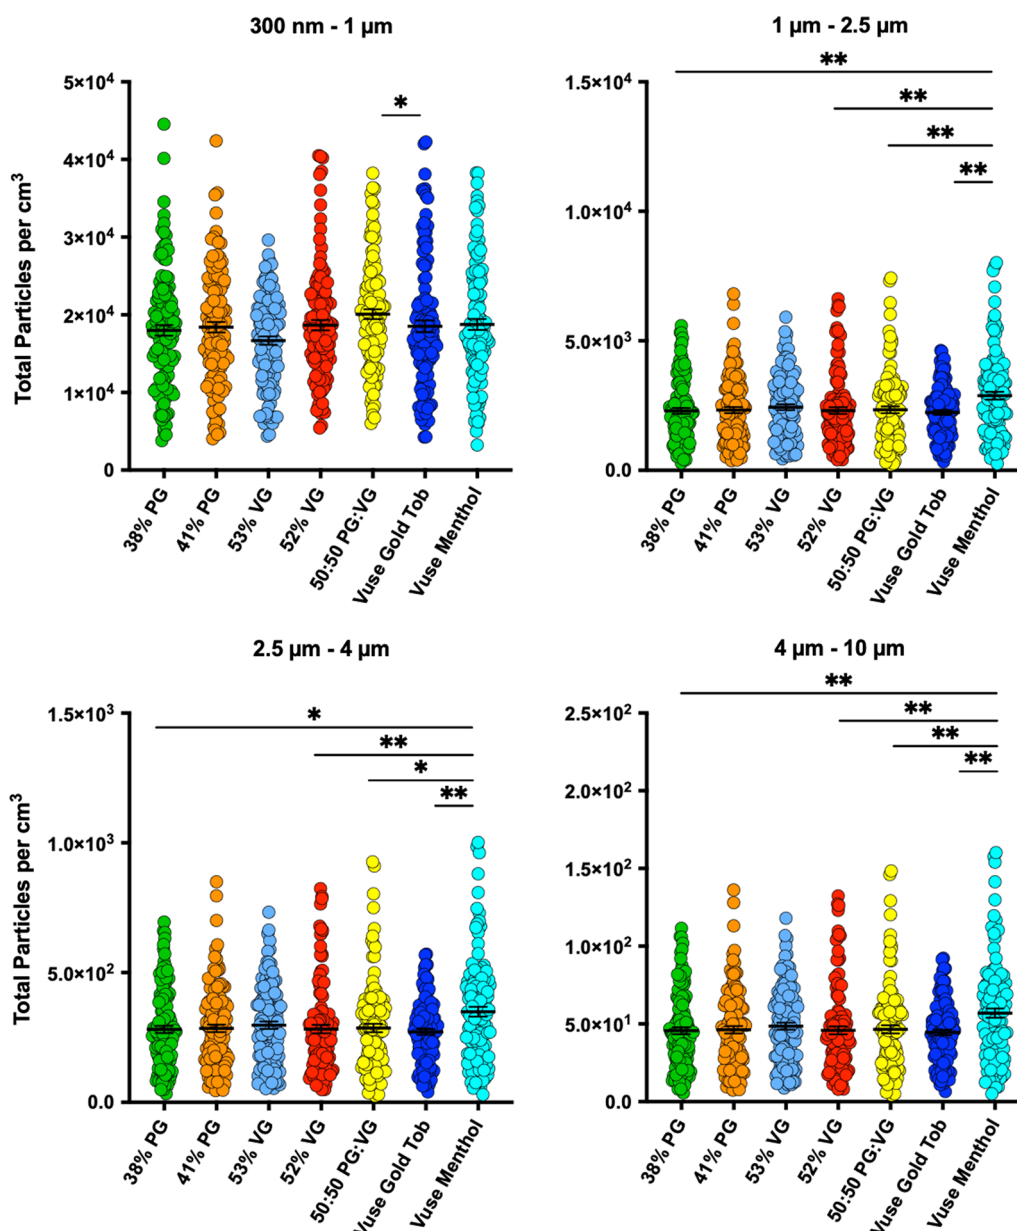 300 nm - 1 µm
*
Total Particles per cm³
5×10⁴
4×10⁴
3×10⁴
2×10⁴
1×10⁴
0
38% PG
41% PG
53% VG
52% VG
50:50 PG:VG
Vuse Gold Tob
Vuse Menthol
1 µm - 2.5 µm
**
**
**
**
1.5×10⁴
1.0×10⁴
5.0×10³
0.0
38% PG
41% PG
53% VG
52% VG
50:50 PG:VG
Vuse Gold Tob
Vuse Menthol
2.5 µm - 4 µm
*
**
*
**
Total Particles per cm³
1.5×10³
1.0×10³
5.0×10²
0.0
38% PG
41% PG
53% VG
52% VG
50:50 PG:VG
Vuse Gold Tob
Vuse Menthol
4 µm - 10 µm
**
**
**
**
2.5×10²
2.0×10²
1.5×10²
1.0×10²
5.0×10¹
0.0
38% PG
41% PG
53% VG
52% VG
50:50 PG:VG
Vuse Gold Tob
Vuse Menthol